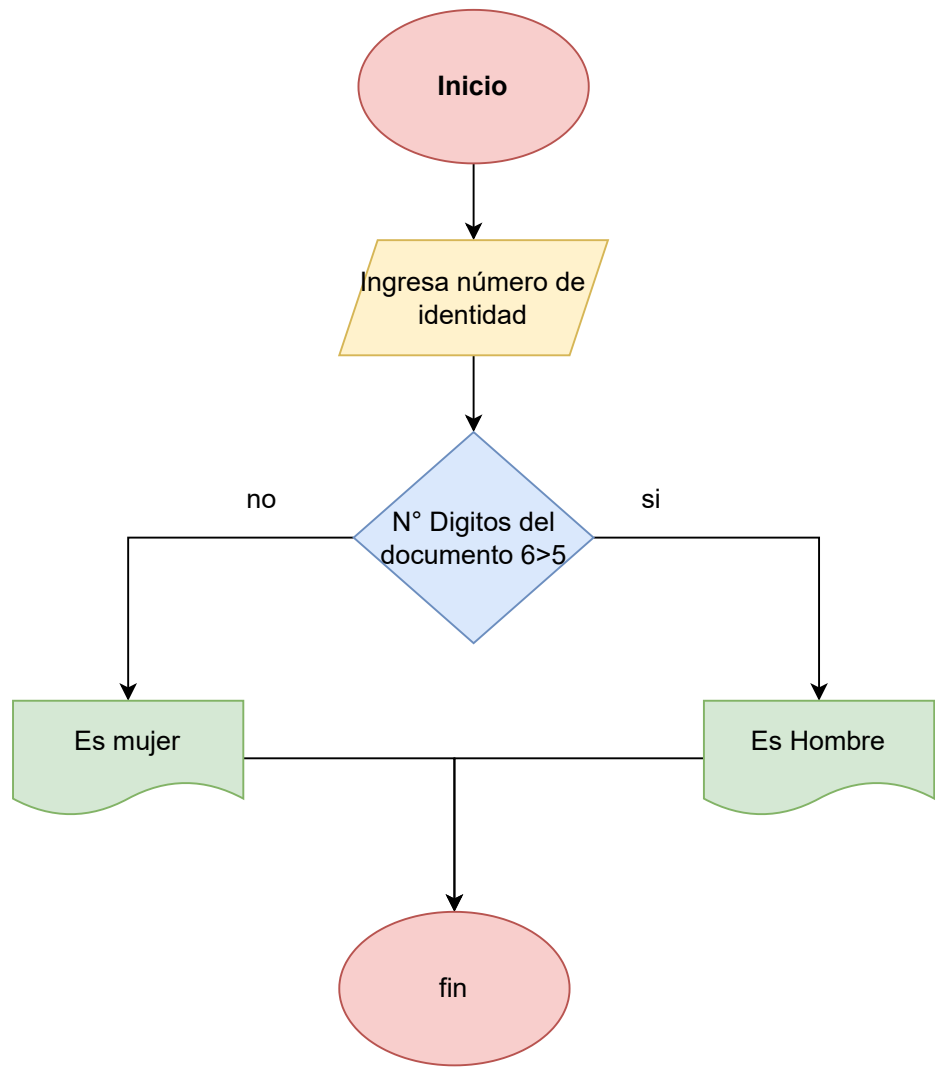 Inicio
Ingresa número de
identidad
no
si
N° Digitos del
documento 6>5
Es mujer
Es Hombre
fin